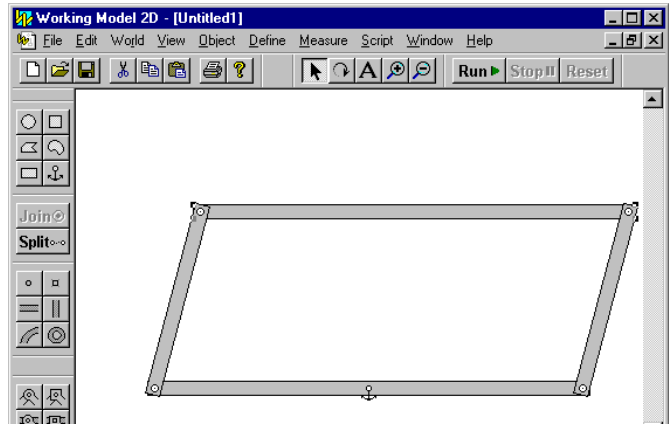 Working Model 2D - [Untitled1]
File Edit World View Object Define Measure Script Window Help
A Run Stop Reset
Join
Split